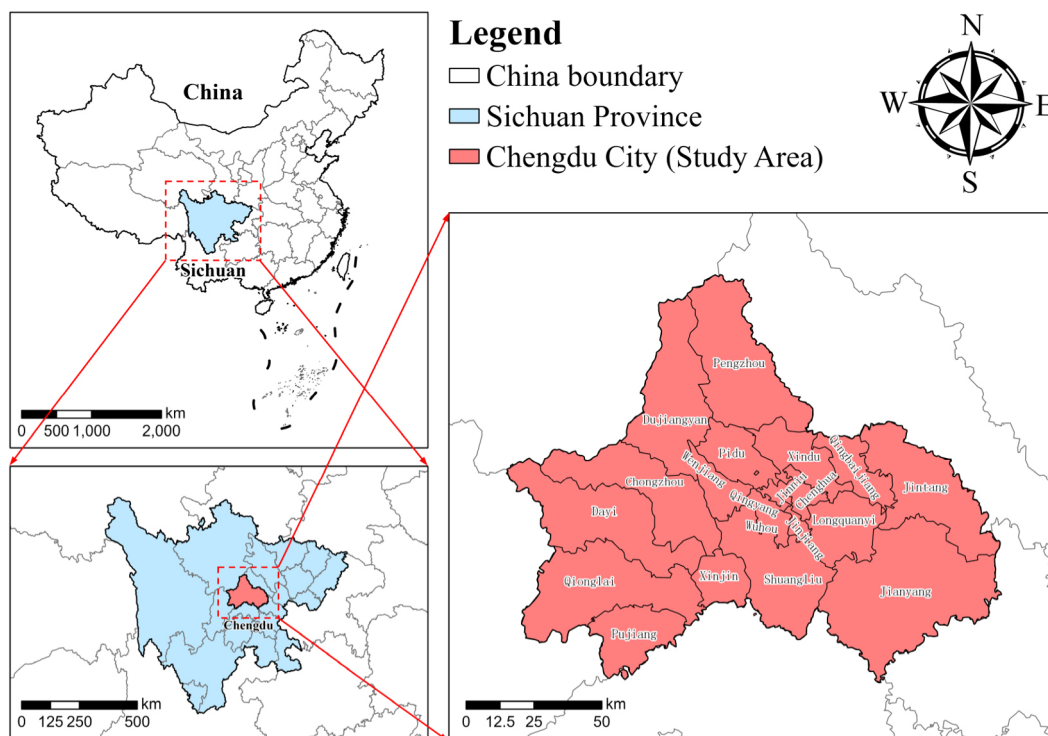 China
Sichuan
km
0 500 1,000 2,000
Legend
China boundary
Sichuan Province
Chengdu City (Study Area)
N
W
E
S
Chengdu
km
0 125 250 500
Pengzhou
Dujiangyan
Pidu
Xindu
Qingbaijiang
Jintang
Wenjiang
Chongzhou
Jinniu
Chenghua
Dayi
Qingyang
Wuhou
Jinjiang
Longquanyi
Qionglai
Xinjin
Shuangliu
Jianyang
Pujiang
km
0 12.5 25 50